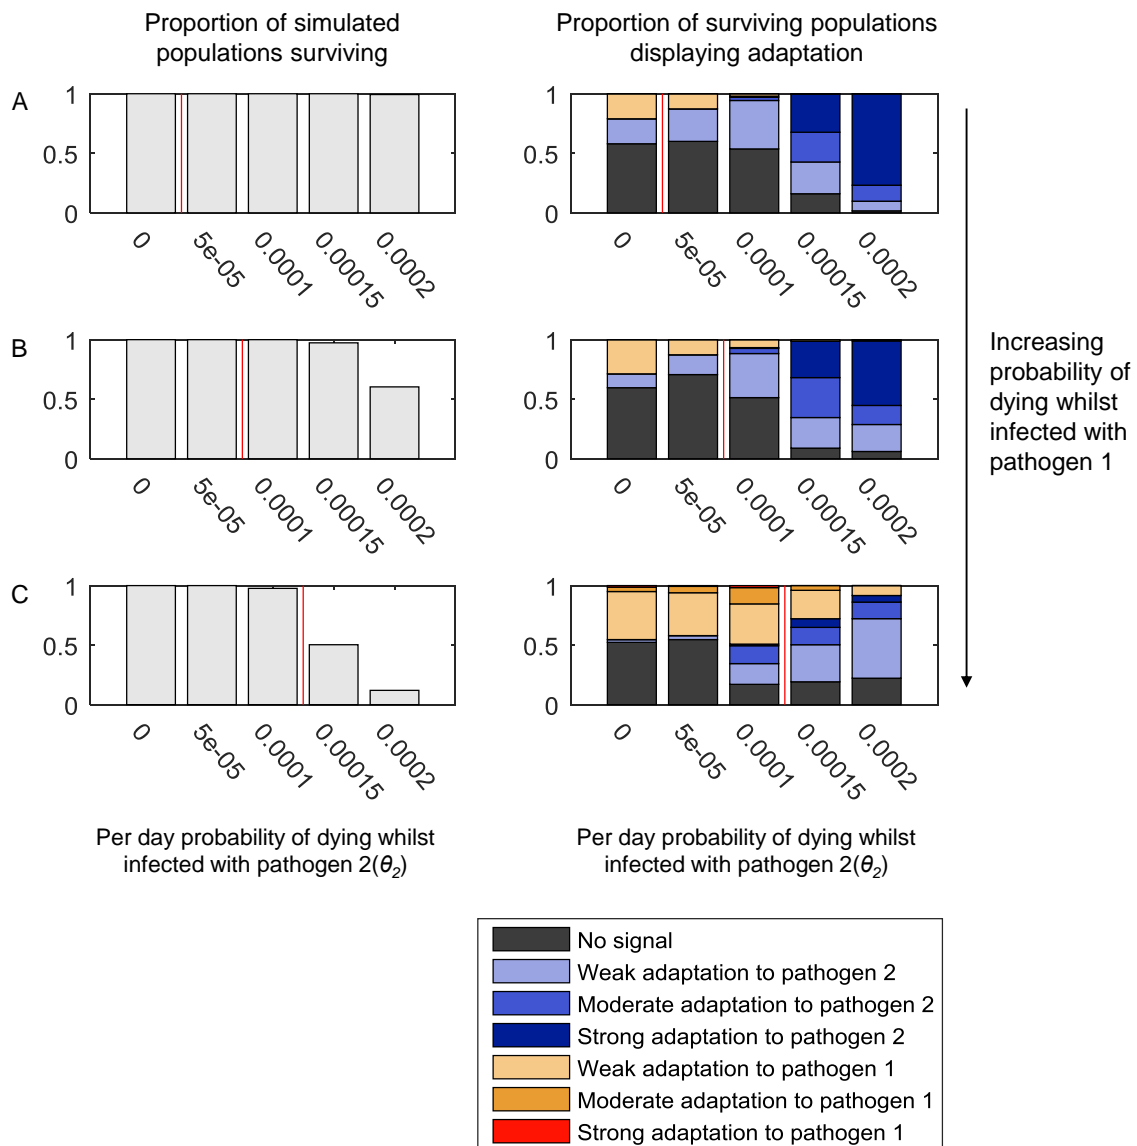 Proportion of simulated
populations surviving
Proportion of surviving populations
displaying adaptation
A
1
0.5
0
0
5e-05
0.0001
0.00015
0.0002
1
0.5
0
0
5e-05
0.0001
0.00015
0.0002
B
1
0.5
0
0
5e-05
0.0001
0.00015
0.0002
1
0.5
0
0
5e-05
0.0001
0.00015
0.0002
Increasing
probability of
dying whilst
infected with
pathogen 1
C
1
0.5
0
0
5e-05
0.0001
0.00015
0.0002
1
0.5
0
0
5e-05
0.0001
0.00015
0.0002
Per day probability of dying whilst
infected with pathogen 2(θ₂)
Per day probability of dying whilst
infected with pathogen 2(θ₂)
No signal
Weak adaptation to pathogen 2
Moderate adaptation to pathogen 2
Strong adaptation to pathogen 2
Weak adaptation to pathogen 1
Moderate adaptation to pathogen 1
Strong adaptation to pathogen 1